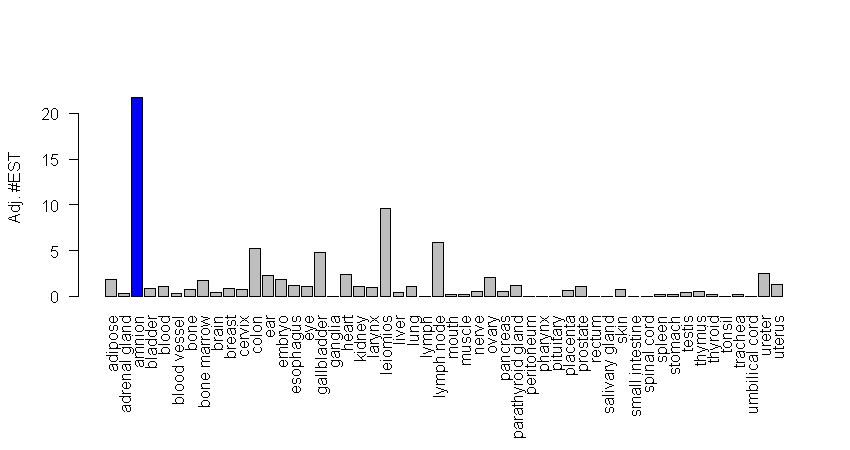 Adj. #EST
20
15
10
5
0
adipose
adrenal gland
amnion
bladder
blood
blood vessel
bone
bone marrow
brain
breast
cervix
colon
ear
embryo
esophagus
eye
gallbladder
ganglia
heart
kidney
larynx
leiomios
liver
lung
lymph
lymph node
mouth
muscle
nerve
ovary
pancreas
parathyroid gland
peritoneum
pharynx
pituitary
placenta
prostate
rectum
salivary gland
skin
small intestine
spinal cord
spleen
stomach
testis
thymus
thyroid
tonsil
trachea
umbilical cord
ureter
uterus